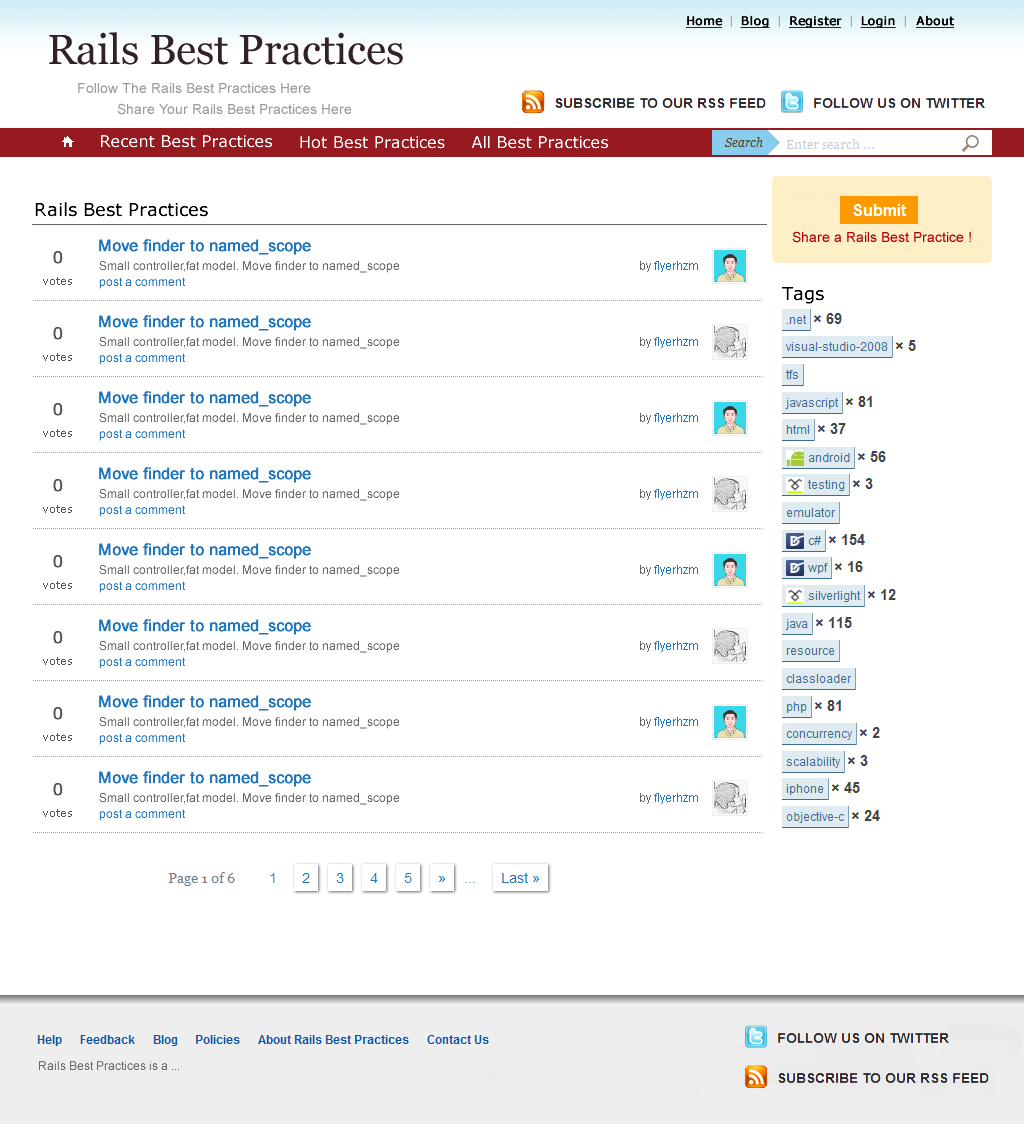 Home | Blog | Register | Login | About
Rails Best Practices
Follow The Rails Best Practices Here
Share Your Rails Best Practices Here
SUBSCRIBE TO OUR RSS FEED FOLLOW US ON TWITTER
Recent Best Practices Hot Best Practices All Best Practices Search Enter search ...
Rails Best Practices
0 votes
Move finder to named_scope
Small controller,fat model. Move finder to named_scope
post a comment
by flyerhzm
0 votes
Move finder to named_scope
Small controller,fat model. Move finder to named_scope
post a comment
by flyerhzm
0 votes
Move finder to named_scope
Small controller,fat model. Move finder to named_scope
post a comment
by flyerhzm
0 votes
Move finder to named_scope
Small controller,fat model. Move finder to named_scope
post a comment
by flyerhzm
0 votes
Move finder to named_scope
Small controller,fat model. Move finder to named_scope
post a comment
by flyerhzm
0 votes
Move finder to named_scope
Small controller,fat model. Move finder to named_scope
post a comment
by flyerhzm
0 votes
Move finder to named_scope
Small controller,fat model. Move finder to named_scope
post a comment
by flyerhzm
0 votes
Move finder to named_scope
Small controller,fat model. Move finder to named_scope
post a comment
by flyerhzm
Page 1 of 6 1 2 3 4 5 » ... Last »
Submit
Share a Rails Best Practice !
Tags
.net × 69
visual-studio-2008 × 5
tfs
javascript × 81
html × 37
android × 56
testing × 3
emulator
c# × 154
wpf × 16
silverlight × 12
java × 115
resource
classloader
php × 81
concurrency × 2
scalability × 3
iphone × 45
objective-c × 24
Help Feedback Blog Policies About Rails Best Practices Contact Us
Rails Best Practices is a ...
FOLLOW US ON TWITTER
SUBSCRIBE TO OUR RSS FEED